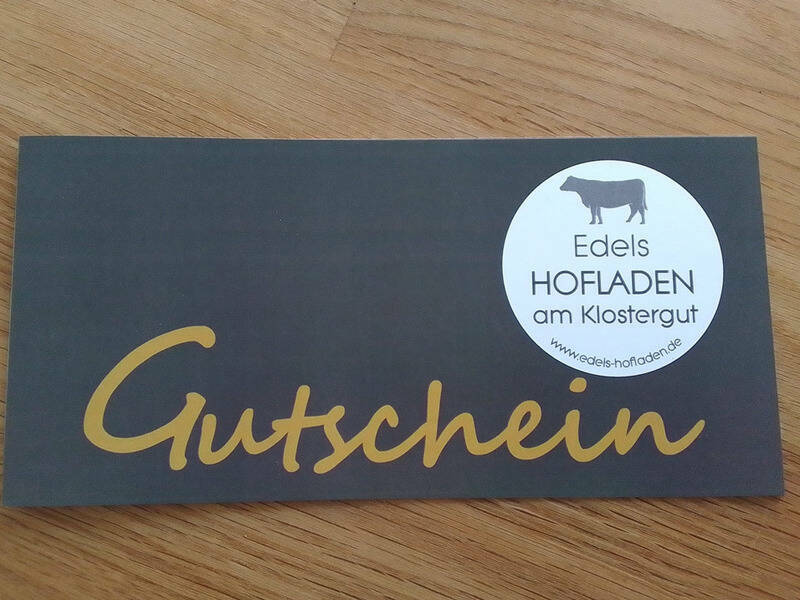 Edels
HOFLADEN
am Klostergut
www.edels-hofladen.de
Gutschein